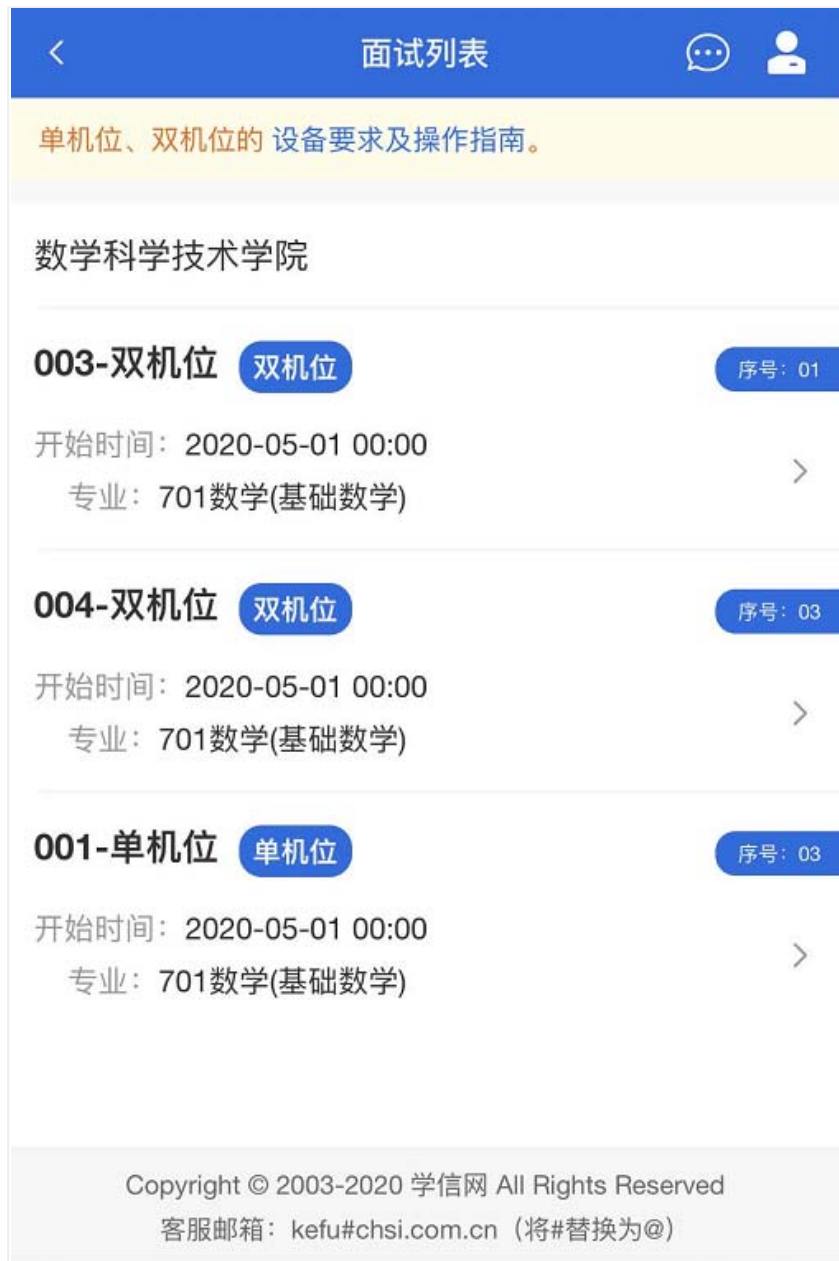 面试列表
单机位、双机位的 设备要求及操作指南。
数学科学技术学院
003-双机位 双机位 序号：01
开始时间：2020-05-01 00:00
专业：701数学(基础数学)
004-双机位 双机位 序号：03
开始时间：2020-05-01 00:00
专业：701数学(基础数学)
001-单机位 单机位 序号：03
开始时间：2020-05-01 00:00
专业：701数学(基础数学)
Copyright © 2003-2020 学信网 All Rights Reserved
客服邮箱：kefu#chsi.com.cn（将#替换为@）